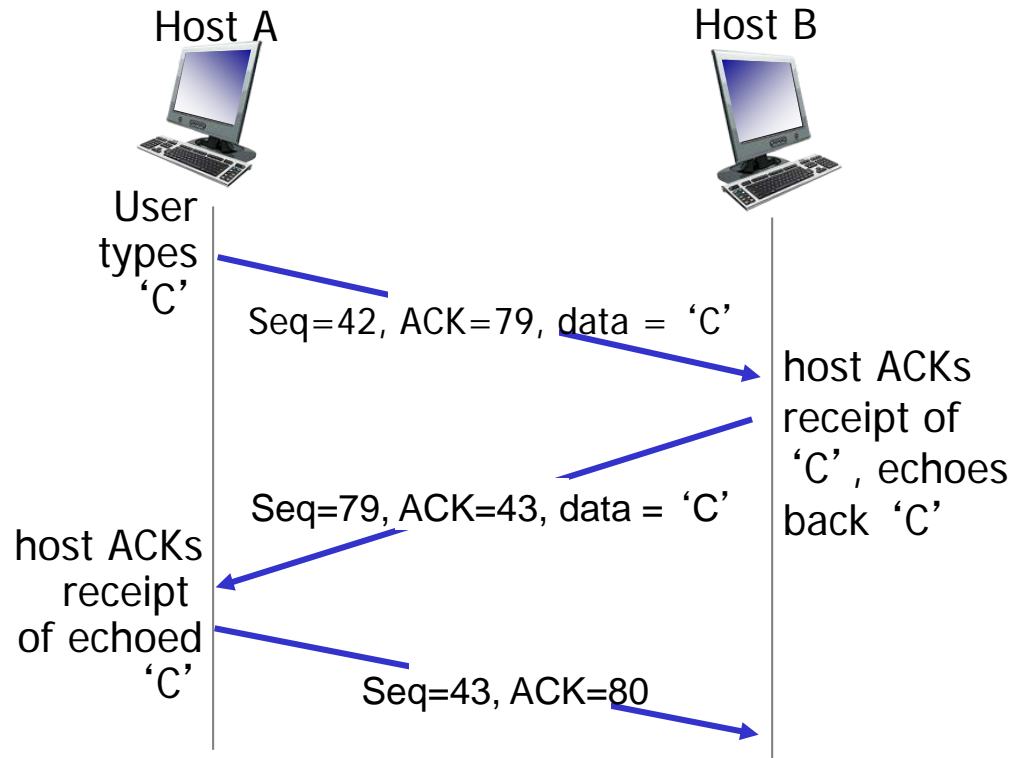 Host A
Host B
User
types
‘C’
Seq=42, ACK=79, data = ‘C’
host ACKs
receipt of
‘C’, echoes
back ‘C’
Seq=79, ACK=43, data = ‘C’
host ACKs
receipt
of echoed
‘C’
Seq=43, ACK=80